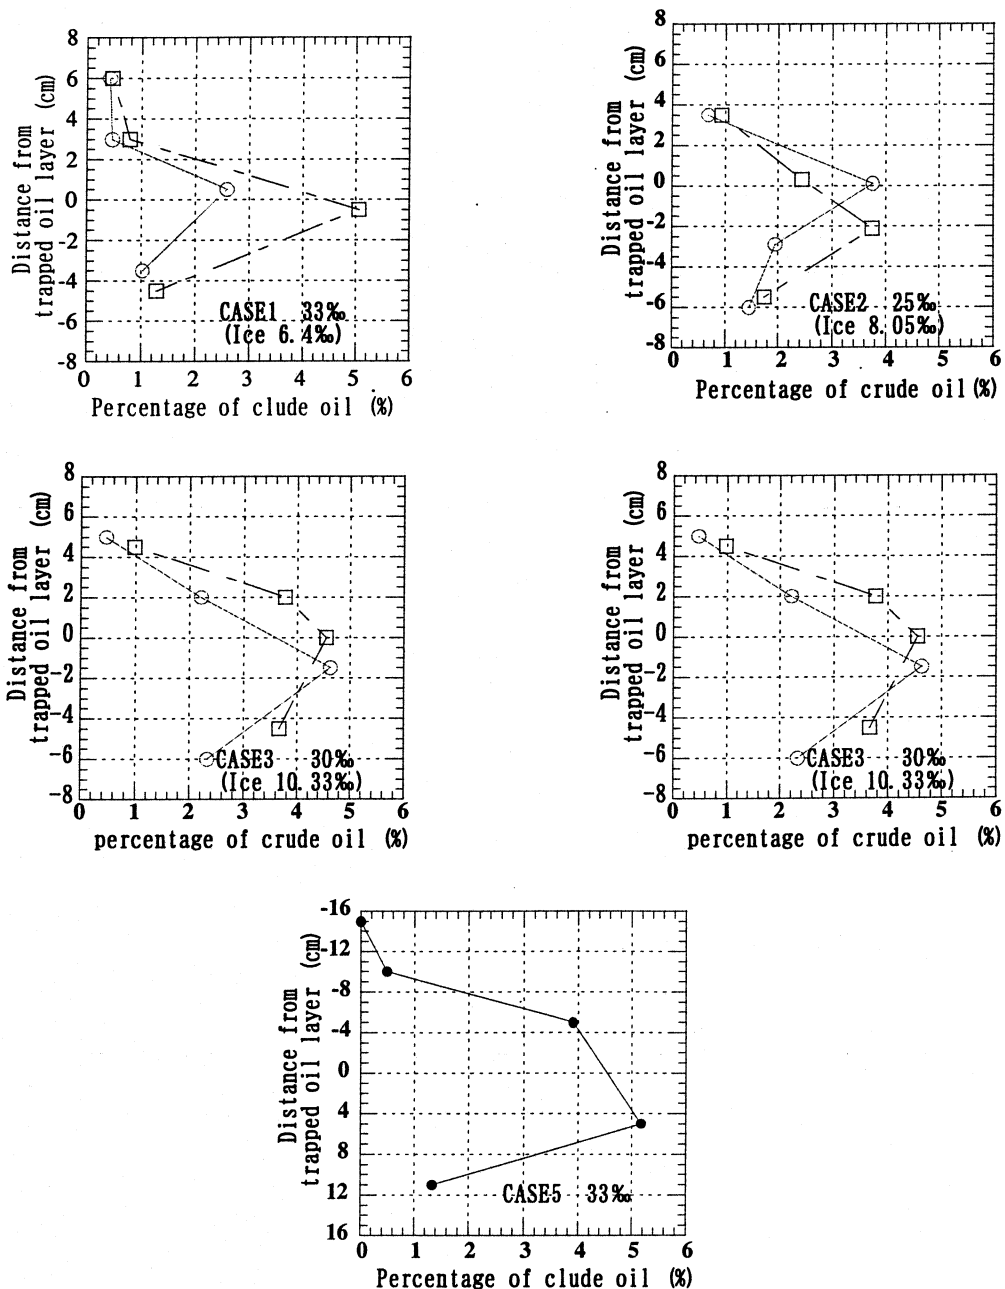 8
6
4
2
0
-2
-4
-6
-8
Distance from
trapped oil layer (cm)
CASE1 33‰
(Ice 6.4‰)
0 1 2 3 4 5 6
Percentage of clude oil (%)
8
6
4
2
0
-2
-4
-6
-8
Distance from
trapped oil layer (cm)
CASE2 25‰
(Ice 8.05‰)
0 1 2 3 4 5 6
Percentage of crude oil (%)
8
6
4
2
0
-2
-4
-6
-8
Distance from
trapped oil layer (cm)
CASE3 30‰
(Ice 10.33‰)
0 1 2 3 4 5 6
percentage of crude oil (%)
8
6
4
2
0
-2
-4
-6
-8
Distance from
trapped oil layer (cm)
CASE3 30‰
(Ice 10.33‰)
0 1 2 3 4 5 6
percentage of crude oil (%)
-16
-12
-8
-4
0
4
8
12
16
Distance from
trapped oil layer (cm)
CASE5 33‰
0 1 2 3 4 5 6
Percentage of clude oil (%)